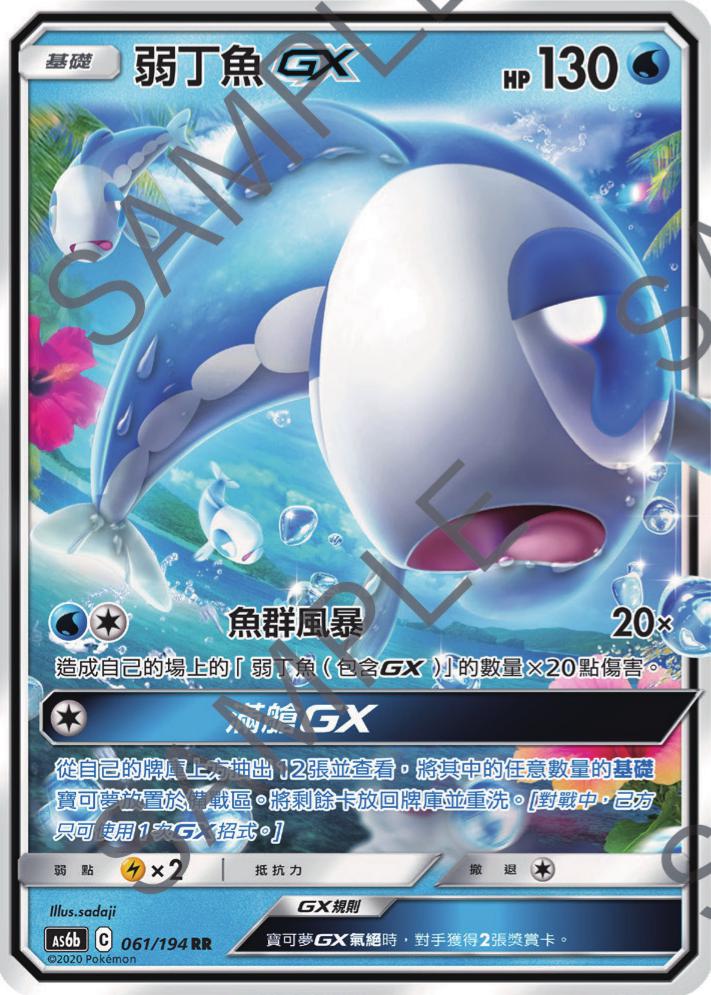 基礎 弱丁魚GX HP 130
魚群風暴 20×
造成自己的場上的「弱丁魚(包含GX)」的數量×20點傷害。
滿艙GX
從自己的牌庫上方抽出12張並查看,將其中的任意數量的基礎
寶可夢放置於備戰區。將剩餘卡放回牌庫並重洗。[對戰中,己方
只可使用1次GX招式。]
弱點 ×2 抵抗力 撤退
Illus.sadaji
GX規則
AS6b C 061/194 RR
寶可夢GX氣絕時,對手獲得2張獎賞卡。
©2020 Pokémon
SAMPLE
SAMPLE